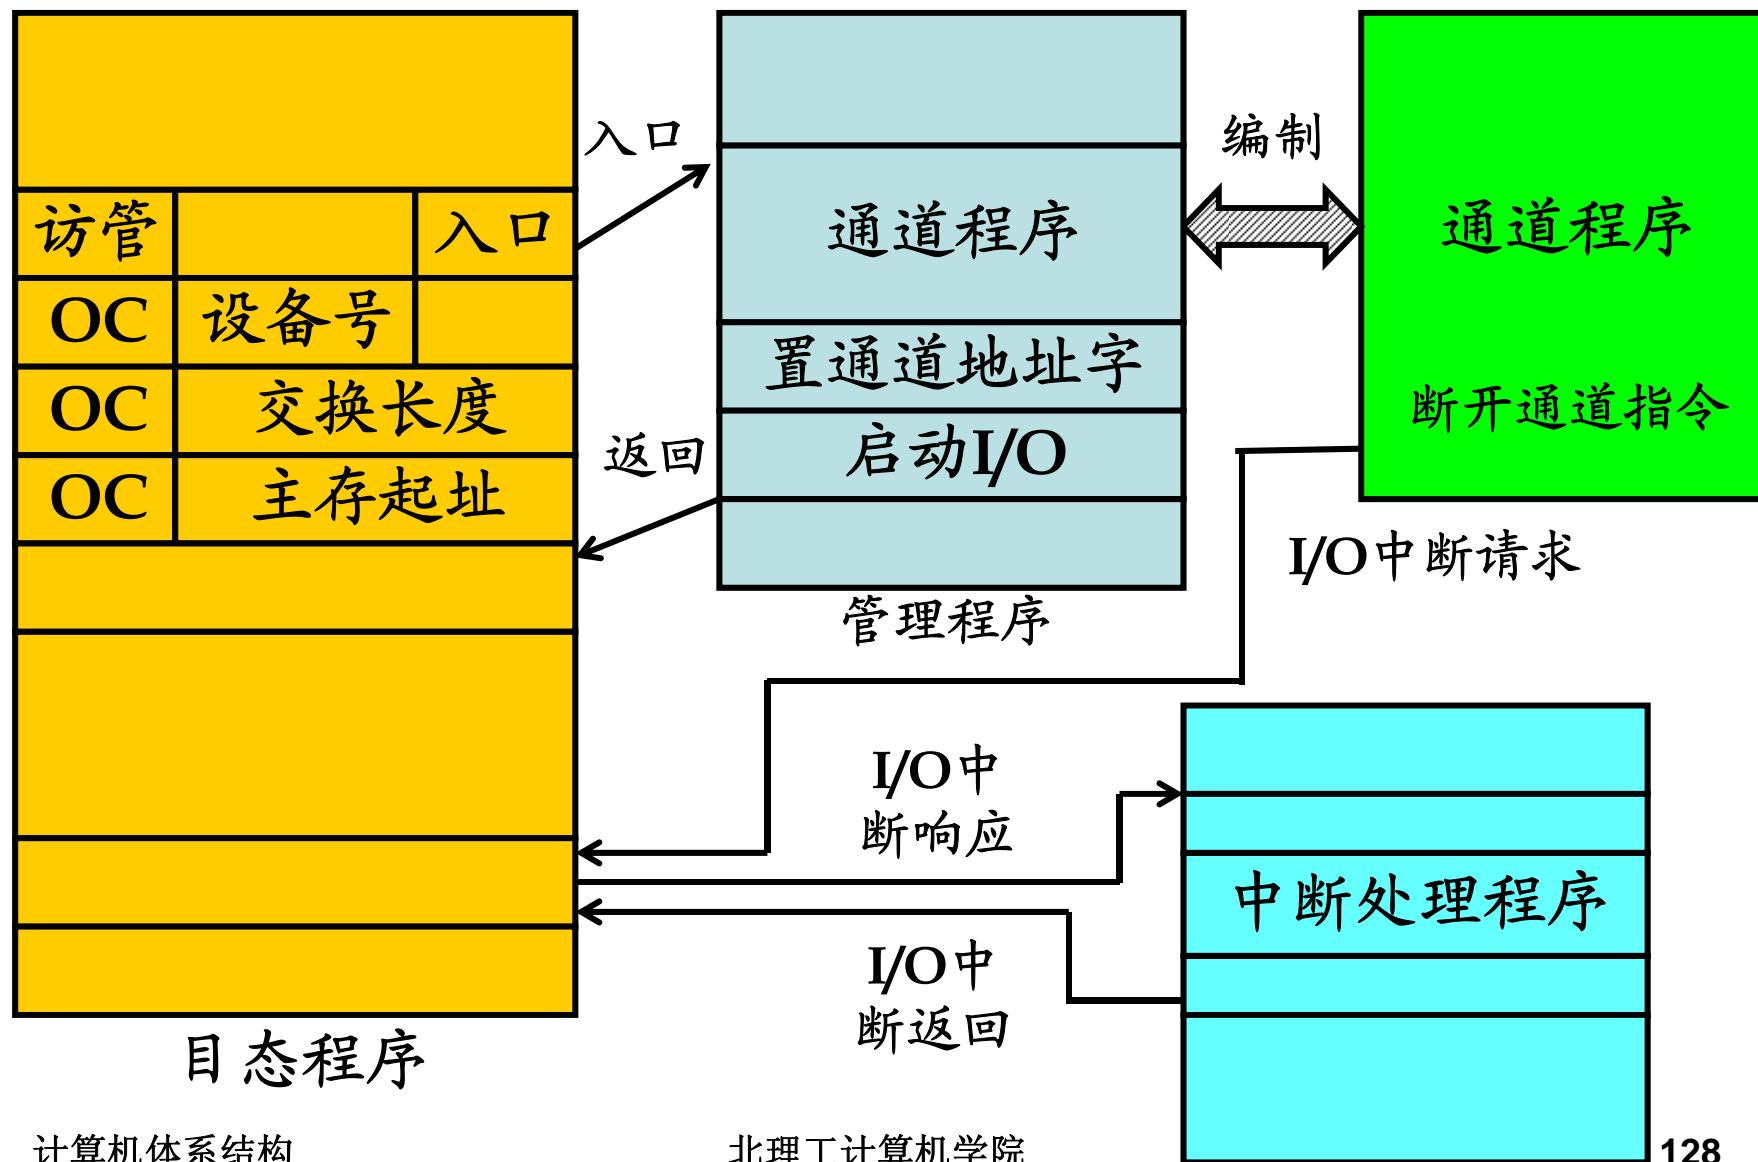 入口
编制
访管 入口
通道程序
通道程序
OC 设备号
置通道地址字
OC 交换长度
断开通道指令
返回
启动I/O
OC 主存起址
I/O中断请求
管理程序
I/O中
断响应
中断处理程序
I/O中
断返回
目态程序
计算机体系结构
北理工计算机学院
128